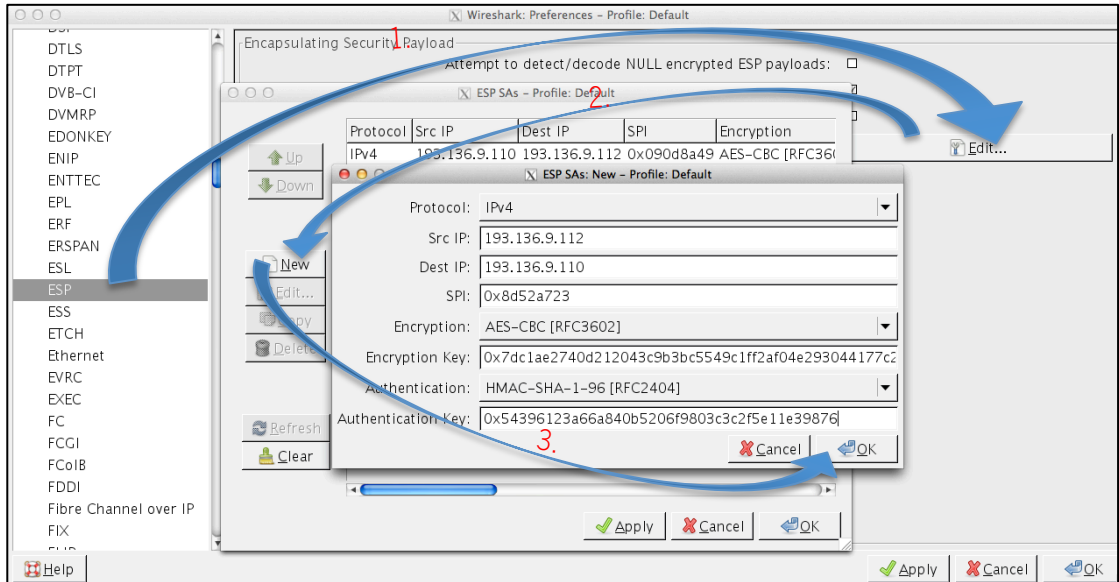 Wireshark: Preferences - Profile: Default
DTLS
DTPT
DVB-CI
DVMRP
EDONKEY
ENIP
ENTTEC
EPL
ERF
ERSPAN
ESL
ESP
ESS
ETCH
Ethernet
EVRC
EXEC
FC
FCGI
FCoIB
FDDI
Fibre Channel over IP
FIX
Help
Encapsulating Security Payload
1.
Attempt to detect/decode NULL encrypted ESP payloads:
Edit...
ESP SAs - Profile: Default
2.
Protocol Src IP Dest IP SPI Encryption
IPv4 193.136.9.110 193.136.9.112 0x090d8a49 AES-CBC [RFC36
Up
Down
New
Edit...
Copy
Delete
Refresh
Clear
ESP SAs: New - Profile: Default
Protocol: IPv4
Src IP: 193.136.9.112
Dest IP: 193.136.9.110
SPI: 0x8d52a723
Encryption: AES-CBC [RFC3602]
Encryption Key: 0x7dc1ae2740d212043c9b3bc5549c1ff2af04e293044177c2
Authentication: HMAC-SHA-1-96 [RFC2404]
Authentication Key: 0x54396123a66a840b5206f9803c3c2f5e11e39876
3.
Cancel OK
Apply Cancel OK
Apply Cancel OK